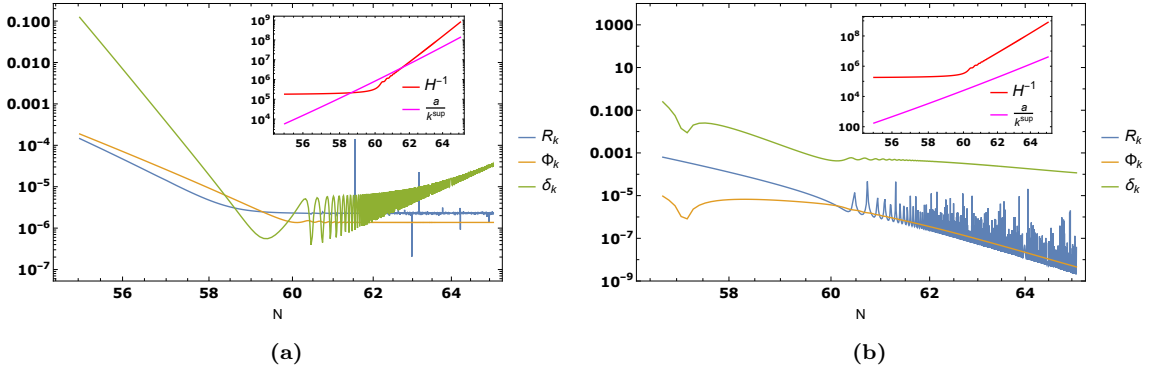 0.100
0.001
10^-4
10^-5
10^-6
10^-7
56 58 60 62 64
N
10^9
10^8
10^7
10^6
10^5
10^4
56 58 60 62 64
H^-1
a/k^sup
R_k
Φ_k
δ_k
(a)
1000
10
0.100
0.001
10^-5
10^-7
10^-9
58 60 62 64
N
10^8
10^6
10^4
100
56 58 60 62 64
H^-1
a/k^sup
R_k
Φ_k
δ_k
(b)